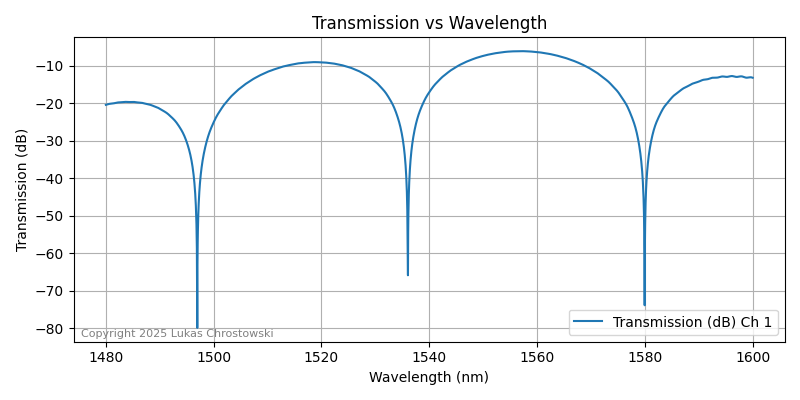 Transmission vs Wavelength
Transmission (dB)
−10
−20
−30
−40
−50
−60
−70
−80
Copyright 2025 Lukas Chrostowski
Transmission (dB) Ch 1
1480 1500 1520 1540 1560 1580 1600
Wavelength (nm)